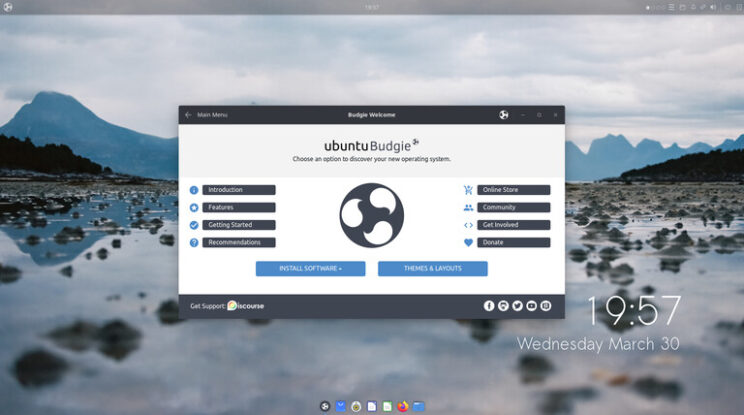 19:57
Main Menu
Budgie Welcome
ubuntu Budgie
Choose an option to discover your new operating system.
Introduction
Online Store
Features
Community
Getting Started
Get Involved
Recommendations
Donate
INSTALL SOFTWARE »
THEMES & LAYOUTS
Get Support: iscourse
19:57
Wednesday March 30